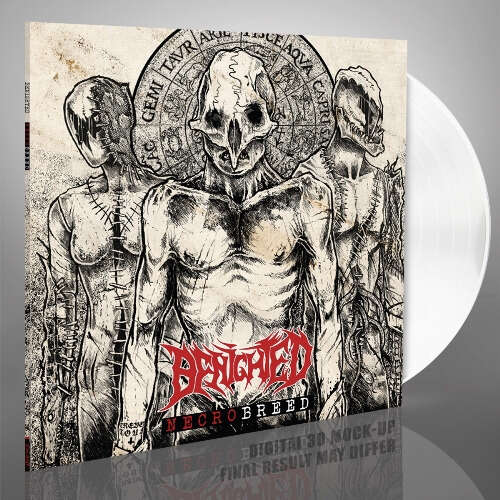 GEMI TAVR ARIE PISCE AQVA CAPRI
BENIGHTED
NECROBREED
DIGITAL 3D MOCK-UP
FINAL RESULT MAY DIFFER